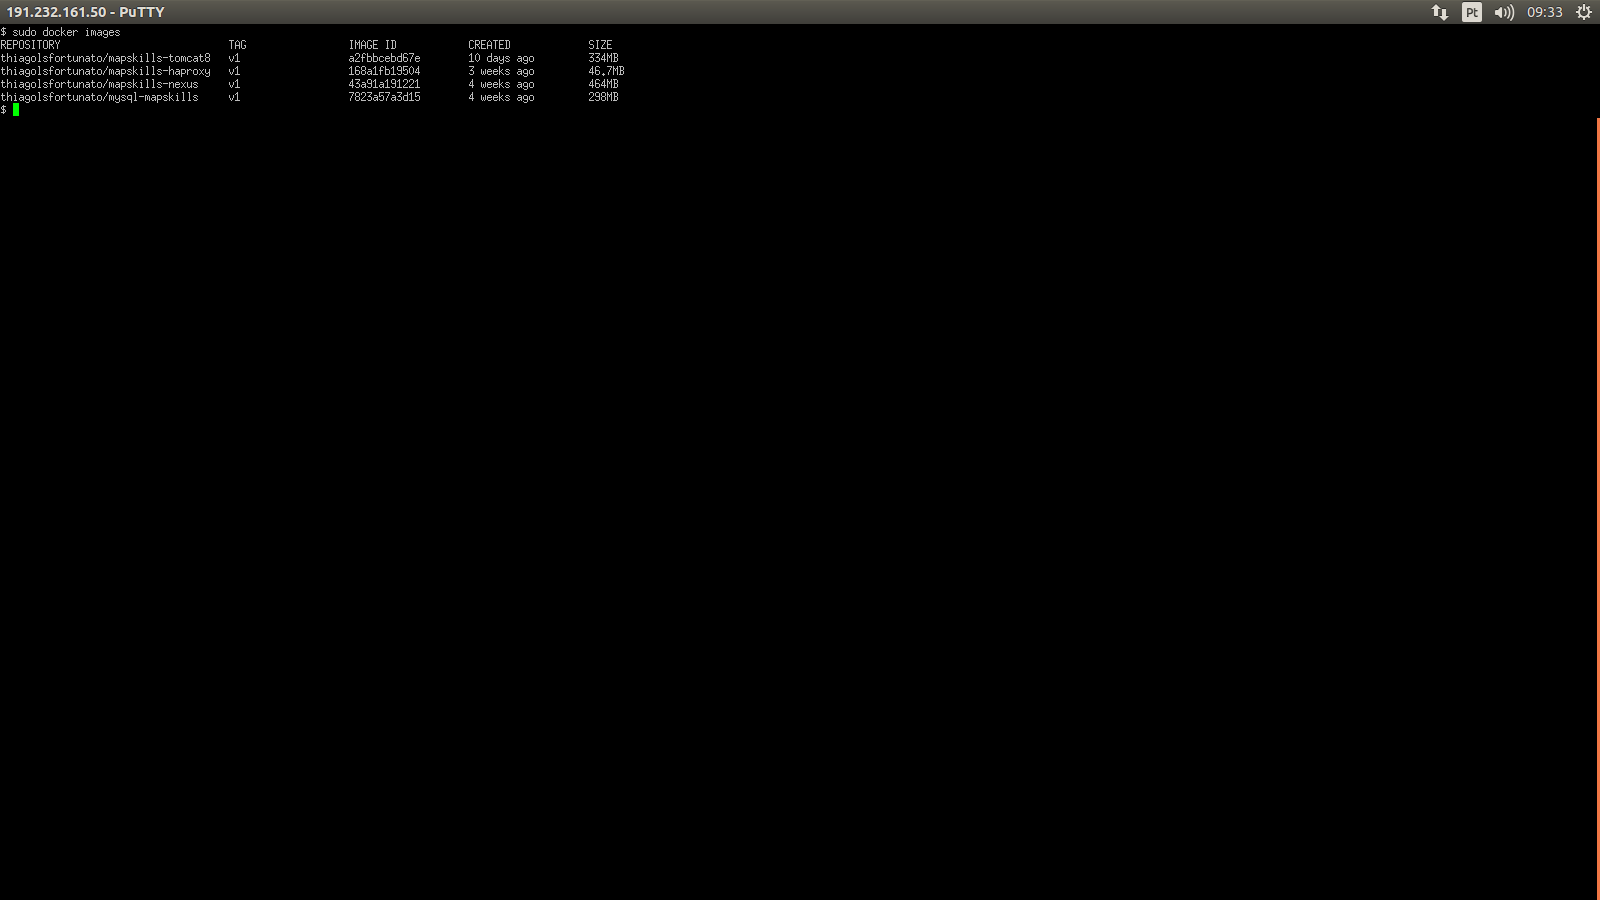 191.232.161.50 - PuTTY
Pt
09:33
$ sudo docker images
REPOSITORY TAG IMAGE ID CREATED SIZE
thiagolsfortunato/mapskills-tomcat8 v1 a2fbbcebd67e 10 days ago 334MB
thiagolsfortunato/mapskills-haproxy v1 168a1fb19504 3 weeks ago 46.7MB
thiagolsfortunato/mapskills-nexus v1 43a91a191221 4 weeks ago 464MB
thiagolsfortunato/mysql-mapskills v1 7823a57a3d15 4 weeks ago 298MB
$